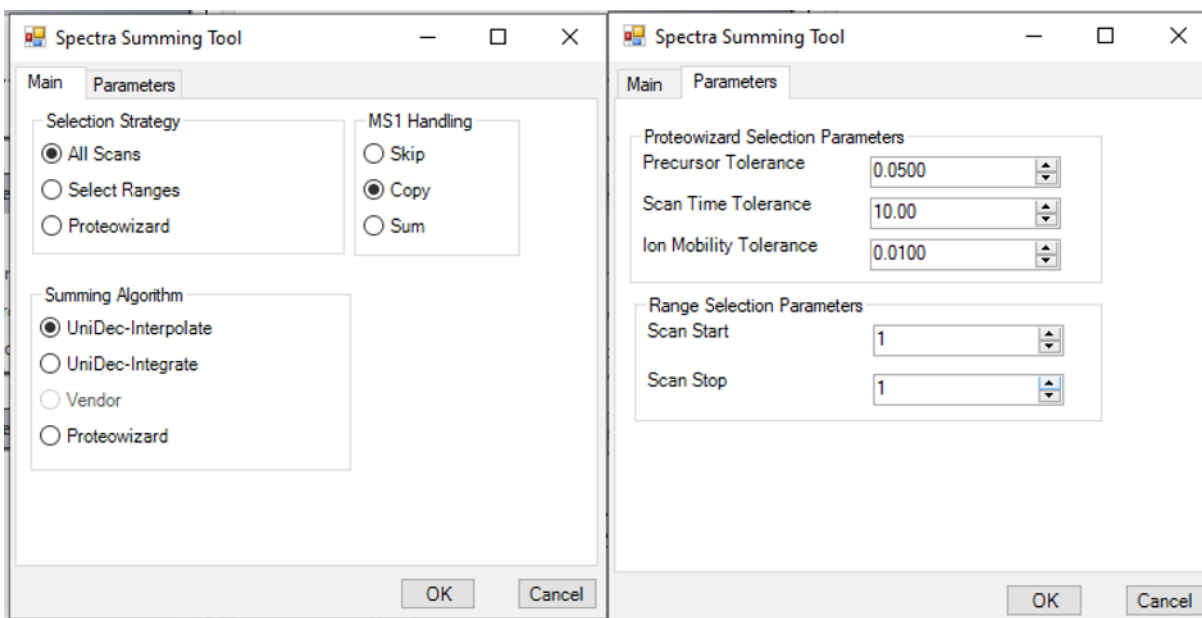 Spectra Summing Tool
Main Parameters
Selection Strategy
All Scans
Select Ranges
Proteowizard
MS1 Handling
Skip
Copy
Sum
Summing Algorithm
UniDec-Interpolate
UniDec-Integrate
Vendor
Proteowizard
OK Cancel
Spectra Summing Tool
Main Parameters
Proteowizard Selection Parameters
Precursor Tolerance 0.0500
Scan Time Tolerance 10.00
Ion Mobility Tolerance 0.0100
Range Selection Parameters
Scan Start 1
Scan Stop 1
OK Cancel